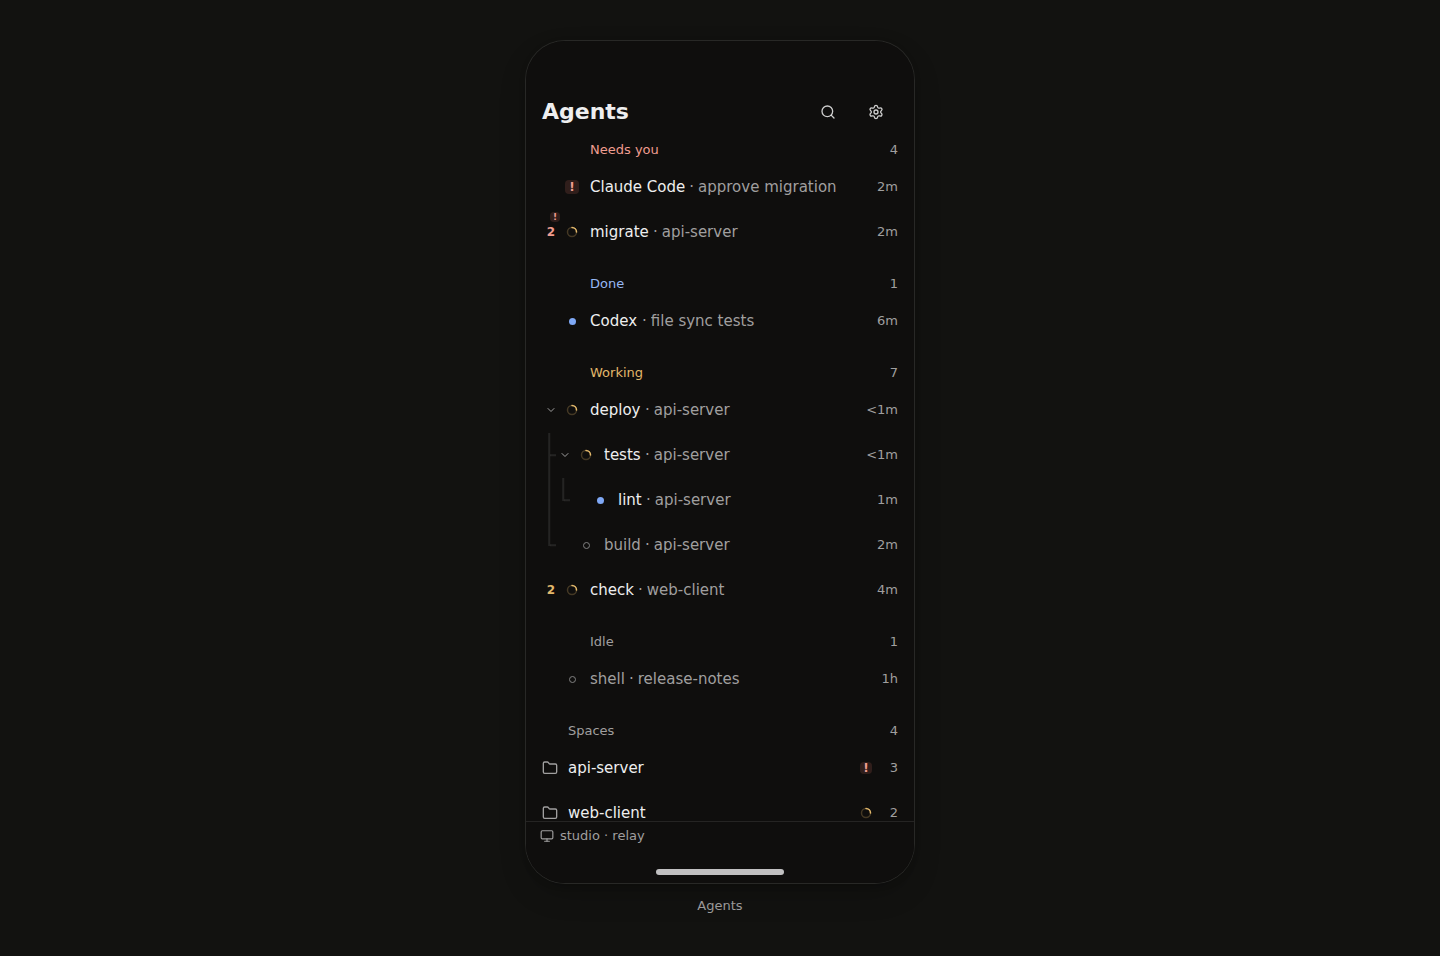 Agents
Needs you 4
! Claude Code · approve migration 2m
!
2 migrate · api-server 2m
Done 1
Codex · file sync tests 6m
Working 7
deploy · api-server <1m
tests · api-server <1m
lint · api-server 1m
build · api-server 2m
2 check · web-client 4m
Idle 1
shell · release-notes 1h
Spaces 4
api-server ! 3
web-client 2
studio · relay
Agents